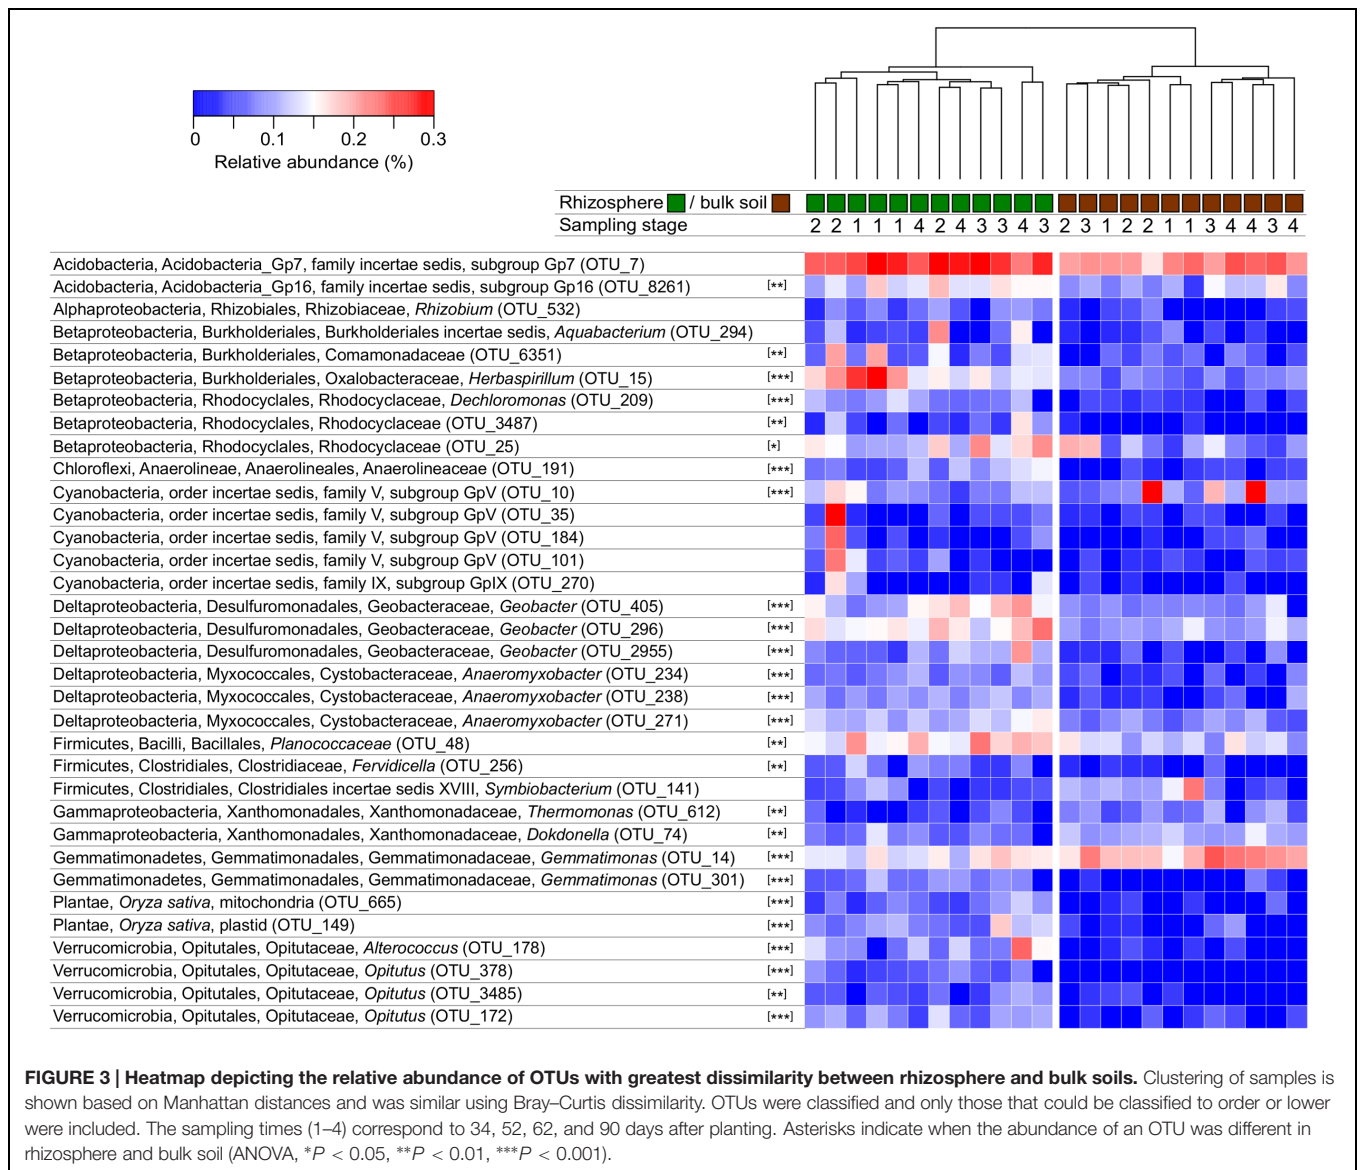 0 0.1 0.2 0.3
Relative abundance (%)
Rhizosphere / bulk soil
Sampling stage 2 2 1 1 1 4 2 4 3 3 4 3 2 3 1 2 2 1 1 3 4 4 3 4
Acidobacteria, Acidobacteria_Gp7, family incertae sedis, subgroup Gp7 (OTU_7)
Acidobacteria, Acidobacteria_Gp16, family incertae sedis, subgroup Gp16 (OTU_8261) [**]
Alphaproteobacteria, Rhizobiales, Rhizobiaceae, Rhizobium (OTU_532)
Betaproteobacteria, Burkholderiales, Burkholderiales incertae sedis, Aquabacterium (OTU_294)
Betaproteobacteria, Burkholderiales, Comamonadaceae (OTU_6351) [**]
Betaproteobacteria, Burkholderiales, Oxalobacteraceae, Herbaspirillum (OTU_15) [***]
Betaproteobacteria, Rhodocyclales, Rhodocyclaceae, Dechloromonas (OTU_209) [***]
Betaproteobacteria, Rhodocyclales, Rhodocyclaceae (OTU_3487) [**]
Betaproteobacteria, Rhodocyclales, Rhodocyclaceae (OTU_25) [*]
Chloroflexi, Anaerolineae, Anaerolineales, Anaerolineaceae (OTU_191) [***]
Cyanobacteria, order incertae sedis, family V, subgroup GpV (OTU_10) [***]
Cyanobacteria, order incertae sedis, family V, subgroup GpV (OTU_35)
Cyanobacteria, order incertae sedis, family V, subgroup GpV (OTU_184)
Cyanobacteria, order incertae sedis, family V, subgroup GpV (OTU_101)
Cyanobacteria, order incertae sedis, family IX, subgroup GpIX (OTU_270)
Deltaproteobacteria, Desulfuromonadales, Geobacteraceae, Geobacter (OTU_405) [***]
Deltaproteobacteria, Desulfuromonadales, Geobacteraceae, Geobacter (OTU_296) [***]
Deltaproteobacteria, Desulfuromonadales, Geobacteraceae, Geobacter (OTU_2955) [***]
Deltaproteobacteria, Myxococcales, Cystobacteraceae, Anaeromyxobacter (OTU_234) [***]
Deltaproteobacteria, Myxococcales, Cystobacteraceae, Anaeromyxobacter (OTU_238) [***]
Deltaproteobacteria, Myxococcales, Cystobacteraceae, Anaeromyxobacter (OTU_271) [***]
Firmicutes, Bacilli, Bacillales, Planococcaceae (OTU_48) [**]
Firmicutes, Clostridiales, Clostridiaceae, Fervidicella (OTU_256) [**]
Firmicutes, Clostridiales, Clostridiales incertae sedis XVIII, Symbiobacterium (OTU_141)
Gammaproteobacteria, Xanthomonadales, Xanthomonadaceae, Thermomonas (OTU_612) [**]
Gammaproteobacteria, Xanthomonadales, Xanthomonadaceae, Dokdonella (OTU_74) [**]
Gemmatimonadetes, Gemmatimonadales, Gemmatimonadaceae, Gemmatimonas (OTU_14) [***]
Gemmatimonadetes, Gemmatimonadales, Gemmatimonadaceae, Gemmatimonas (OTU_301) [***]
Plantae, Oryza sativa, mitochondria (OTU_665) [***]
Plantae, Oryza sativa, plastid (OTU_149) [***]
Verrucomicrobia, Opitutales, Opitutaceae, Alterococcus (OTU_178) [***]
Verrucomicrobia, Opitutales, Opitutaceae, Opitutus (OTU_378) [***]
Verrucomicrobia, Opitutales, Opitutaceae, Opitutus (OTU_3485) [**]
Verrucomicrobia, Opitutales, Opitutaceae, Opitutus (OTU_172) [***]
FIGURE 3 | Heatmap depicting the relative abundance of OTUs with greatest dissimilarity between rhizosphere and bulk soils. Clustering of samples is
shown based on Manhattan distances and was similar using Bray–Curtis dissimilarity. OTUs were classified and only those that could be classified to order or lower
were included. The sampling times (1–4) correspond to 34, 52, 62, and 90 days after planting. Asterisks indicate when the abundance of an OTU was different in
rhizosphere and bulk soil (ANOVA, *P < 0.05, **P < 0.01, ***P < 0.001).